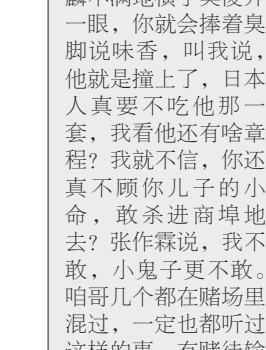 一眼，你就会捧着臭
脚说味香，叫我说，
他就是撞上了，日本
人真要不吃他那一
套，我看他还有啥章
程？我就不信，你还
真不顾你儿子的小
命，敢杀进商埠地
去？张作霖说，我不
敢，小鬼子更不敢。
咱哥几个都在赌场里
混过，一定也都听过